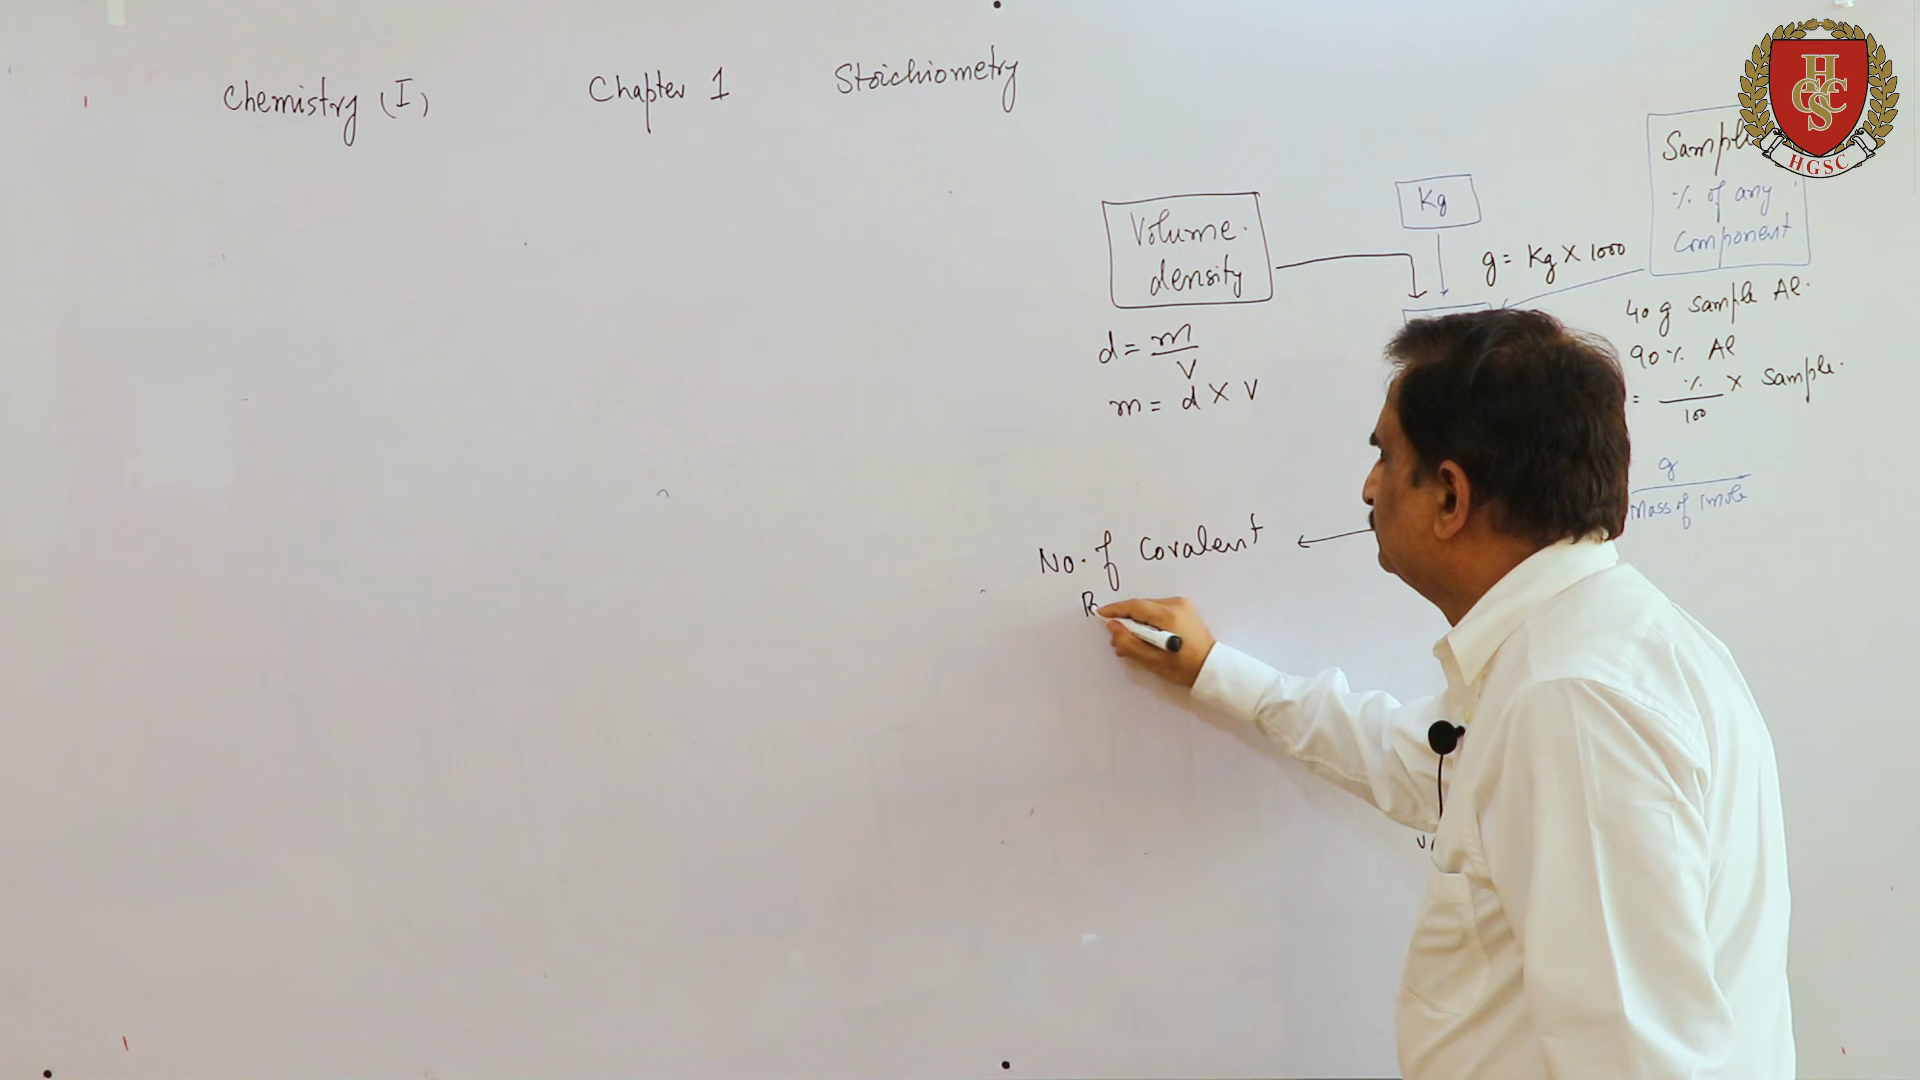 Chemistry (I) Chapter 1 Stoichiometry
HGSC
HGSC
Sample
% of any
Component
Kg
Volume.
density
g = Kg X 1000
40 g Sample Al.
90% Al
= %/100 X Sample.
d = m/V
m = d X V
g
Mass of 1 mole
No. of Covalent
B